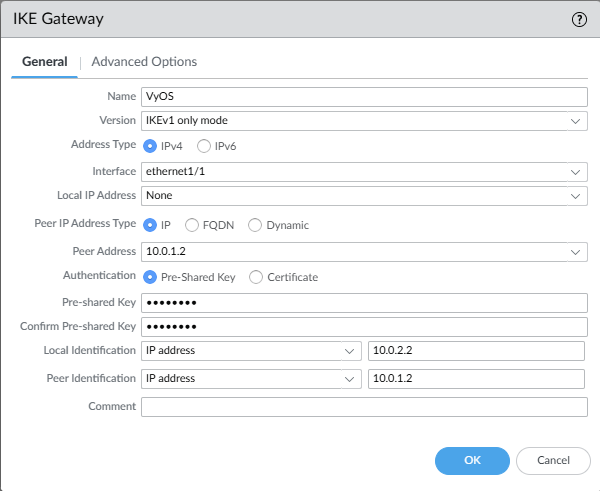 IKE Gateway
?
General | Advanced Options
Name VyOS
Version IKEv1 only mode
Address Type IPv4 IPv6
Interface ethernet1/1
Local IP Address None
Peer IP Address Type IP FQDN Dynamic
Peer Address 10.0.1.2
Authentication Pre-Shared Key Certificate
Pre-shared Key ••••••••
Confirm Pre-shared Key ••••••••
Local Identification IP address 10.0.2.2
Peer Identification IP address 10.0.1.2
Comment
OK Cancel